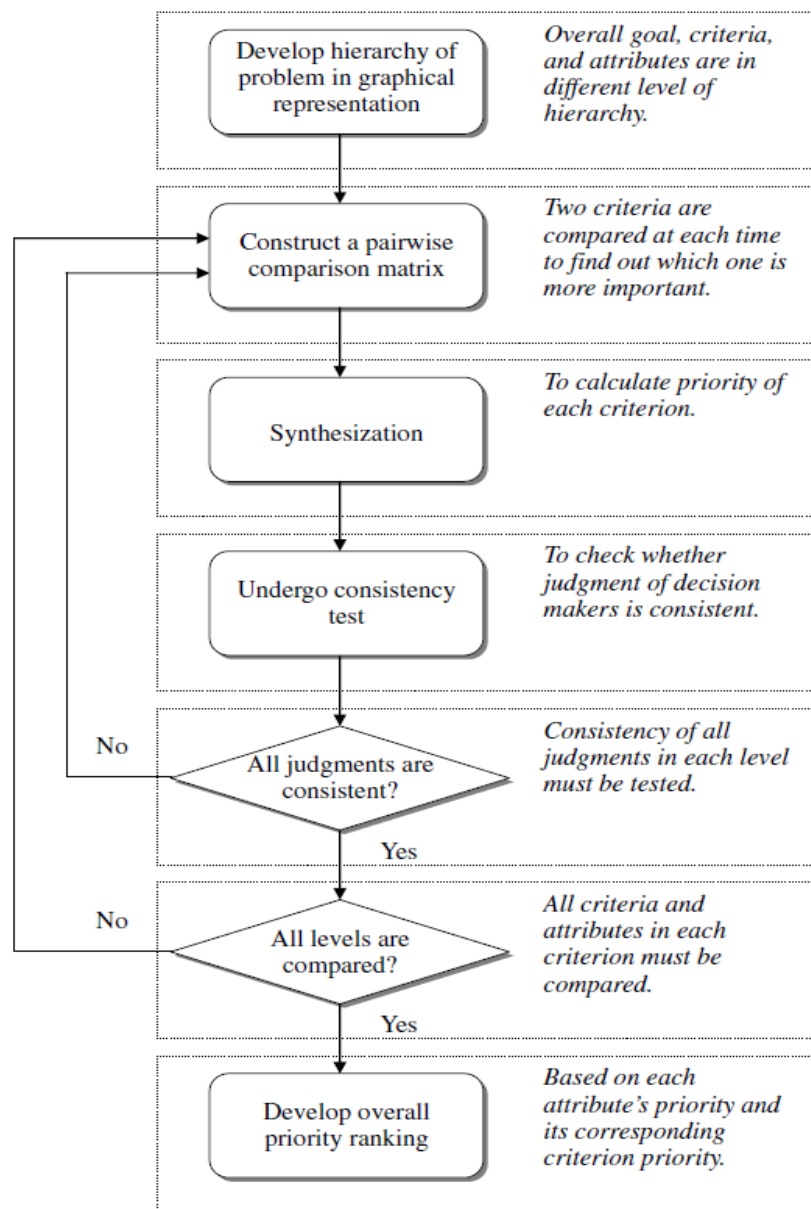 Develop hierarchy of
problem in graphical
representation
Overall goal, criteria,
and attributes are in
different level of
hierarchy.
Construct a pairwise
comparison matrix
Two criteria are
compared at each time
to find out which one is
more important.
Synthesization
To calculate priority of
each criterion.
Undergo consistency
test
To check whether
judgment of decision
makers is consistent.
No
All judgments are
consistent?
Consistency of all
judgments in each level
must be tested.
Yes
No
All levels are
compared?
All criteria and
attributes in each
criterion must be
compared.
Yes
Develop overall
priority ranking
Based on each
attribute's priority and
its corresponding
criterion priority.